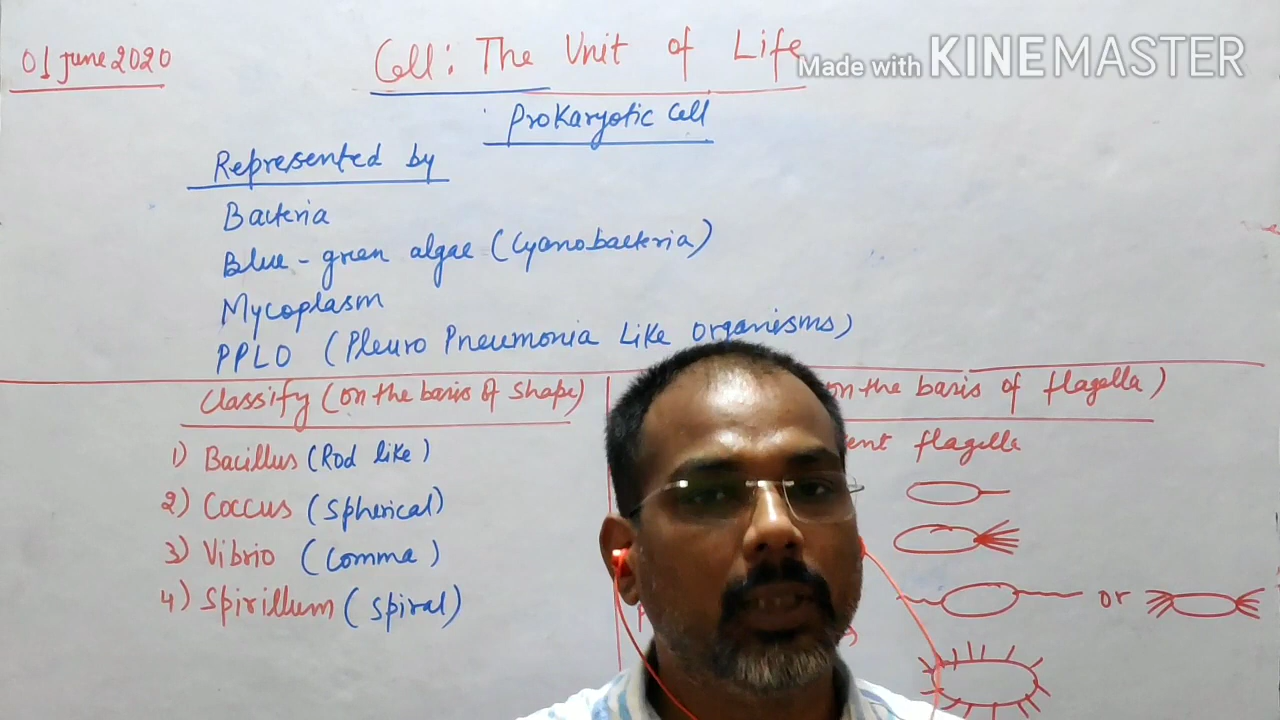 01 June 2020
Cell: The Unit of Life
Made with KINEMASTER
Prokaryotic Cell
Represented by
Bacteria
Blue-green algae (Cyanobacteria)
Mycoplasm
PPLO (Pleuro Pneumonia Like Organisms)
Classify (on the basis of shape)
on the basis of flagella)
1) Bacillus (Rod like)
2) Coccus (Spherical)
3) Vibrio (Comma)
4) Spirillum (Spiral)
flagella
or